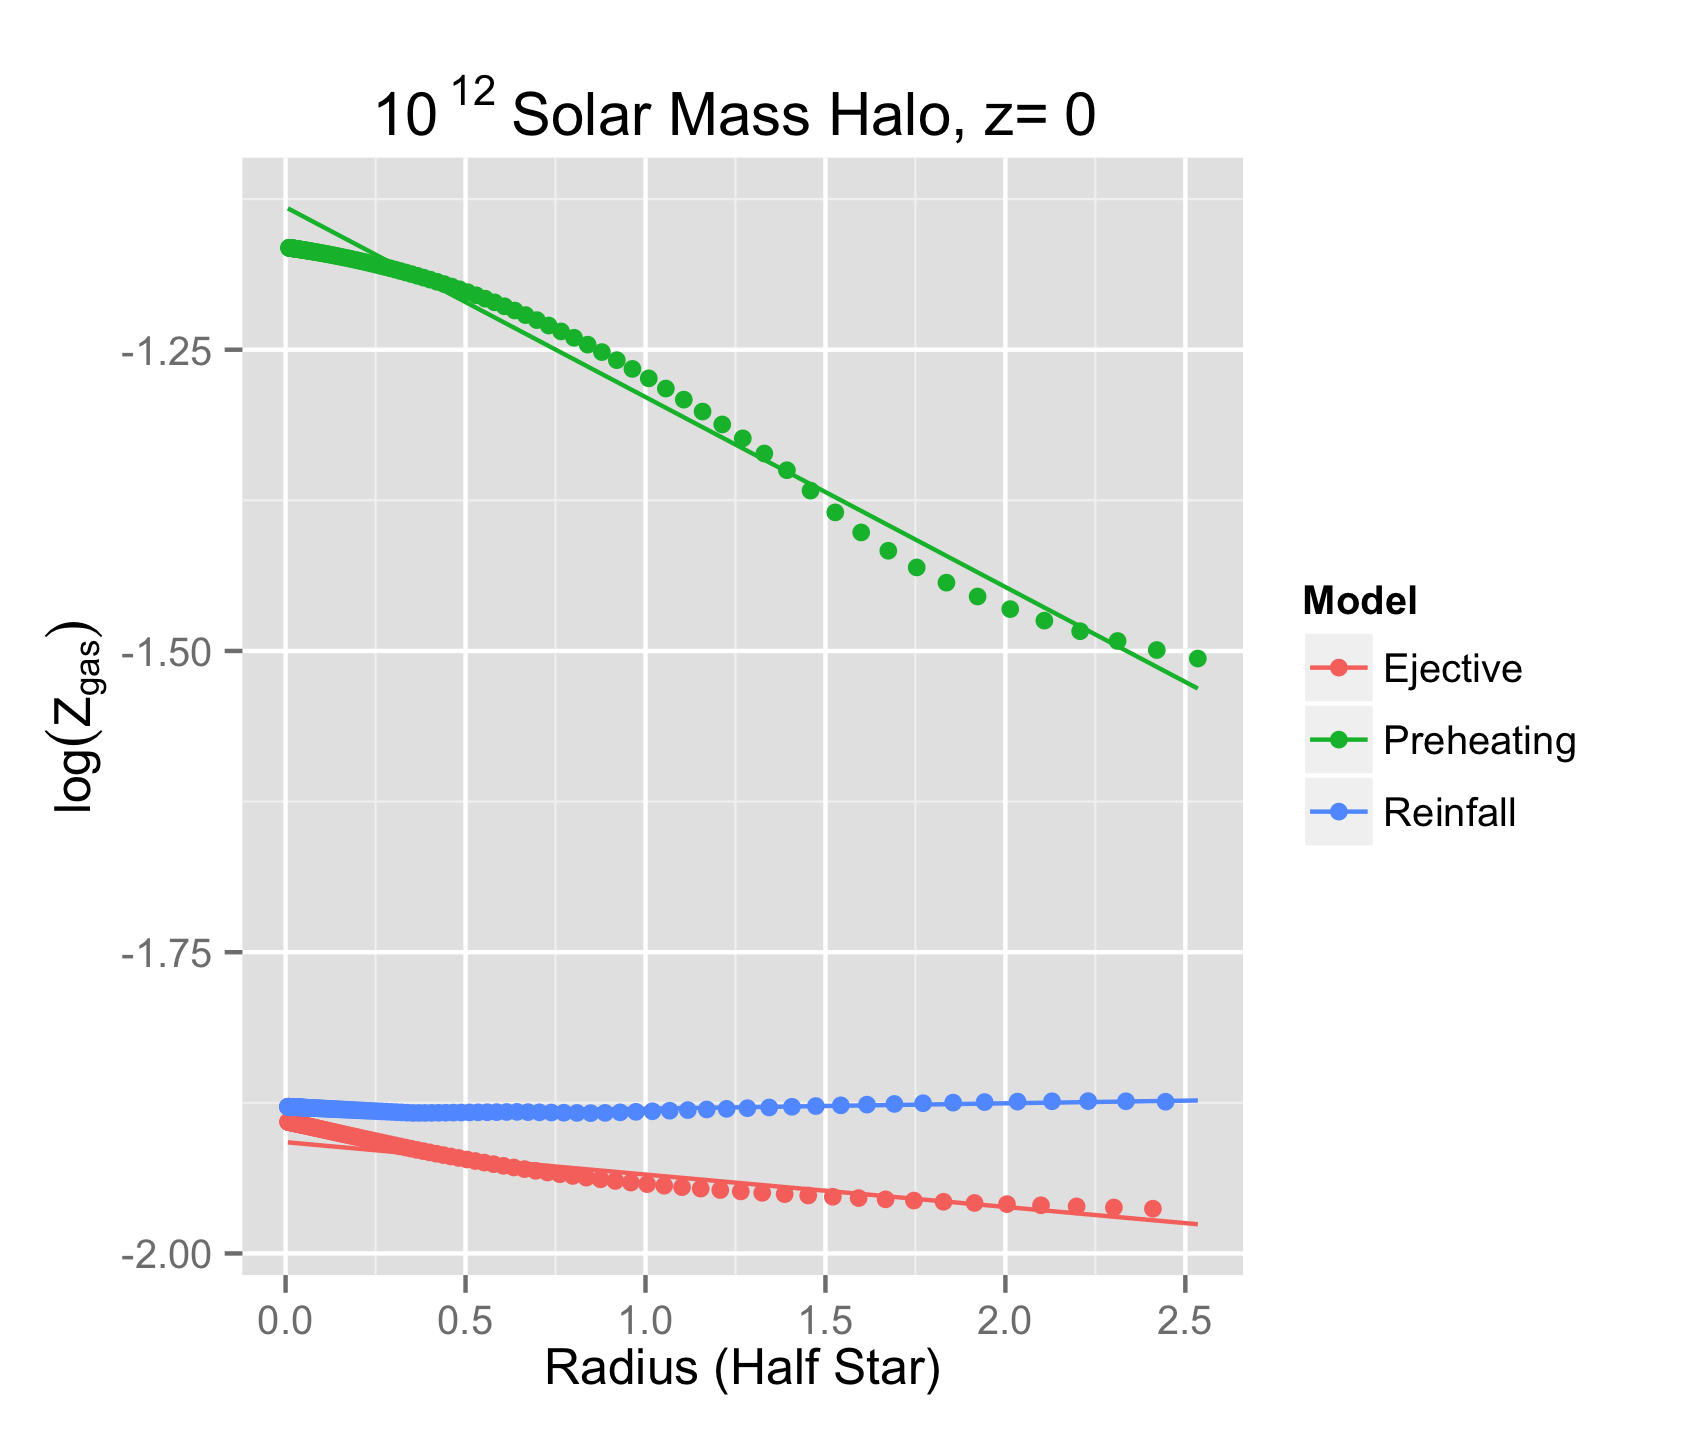 10 12 Solar Mass Halo, z= 0
log(Zgas)
-1.25
-1.50
-1.75
-2.00
0.0 0.5 1.0 1.5 2.0 2.5
Radius (Half Star)
Model
Ejective
Preheating
Reinfall